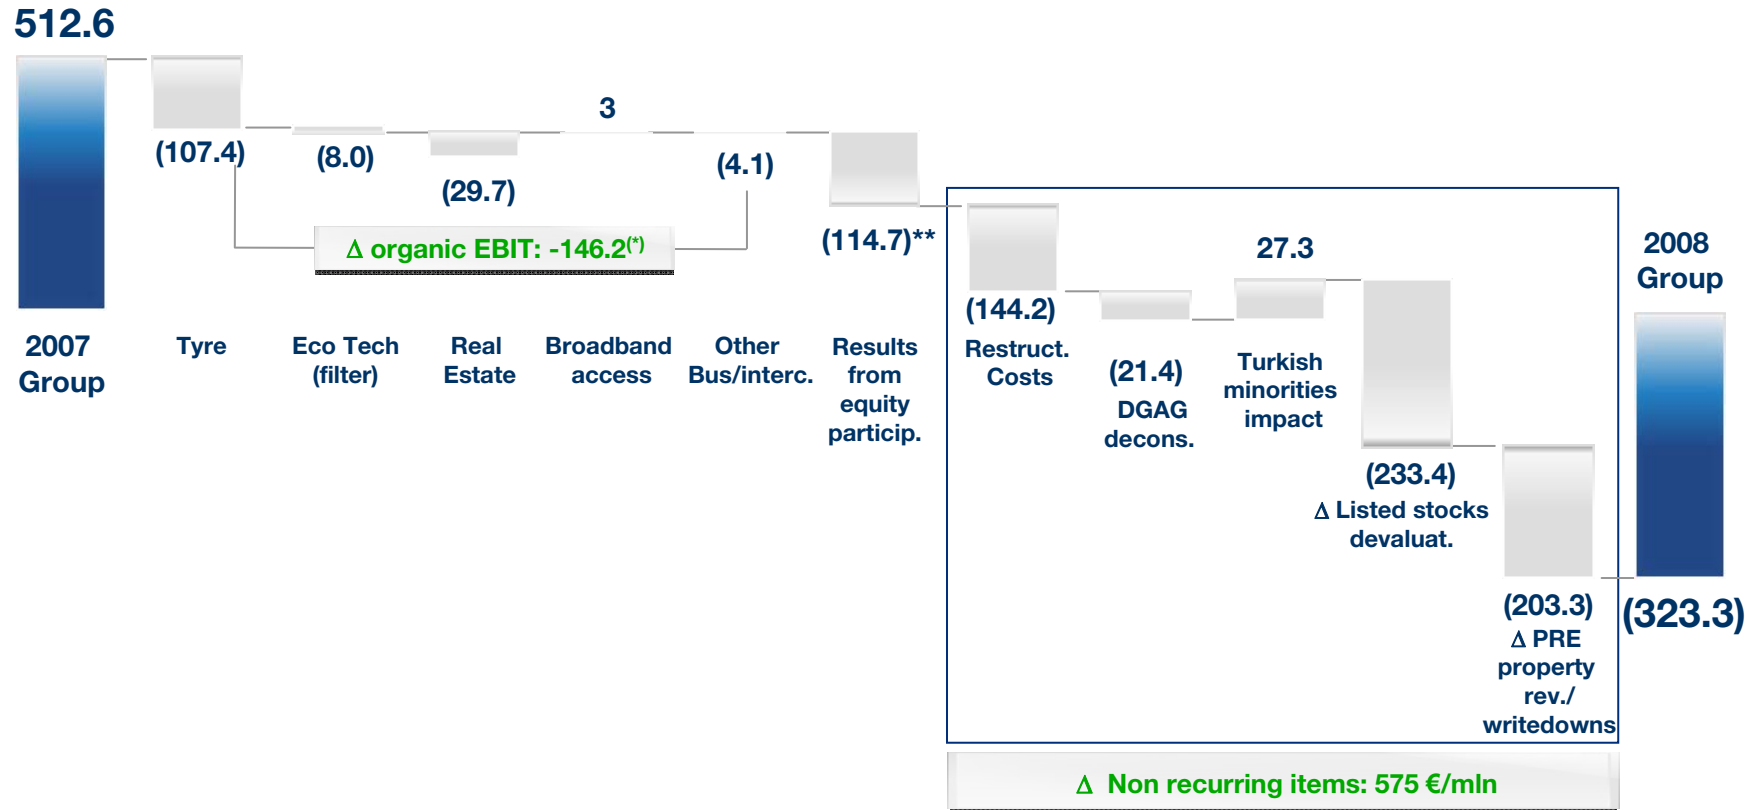 512.6
2007
Group
(107.4)
Tyre
(8.0)
Eco Tech
(filter)
(29.7)
Real
Estate
3
Broadband
access
(4.1)
Other
Bus/interc.
Δ organic EBIT: -146.2(*)
(114.7)**
Results
from
equity
particip.
(144.2)
Restruct.
Costs
(21.4)
DGAG
decons.
27.3
Turkish
minorities
impact
(233.4)
Δ Listed stocks
devaluat.
(203.3)
Δ PRE
property
rev./
writedowns
2008
Group
(323.3)
Δ Non recurring items: 575 €/mln